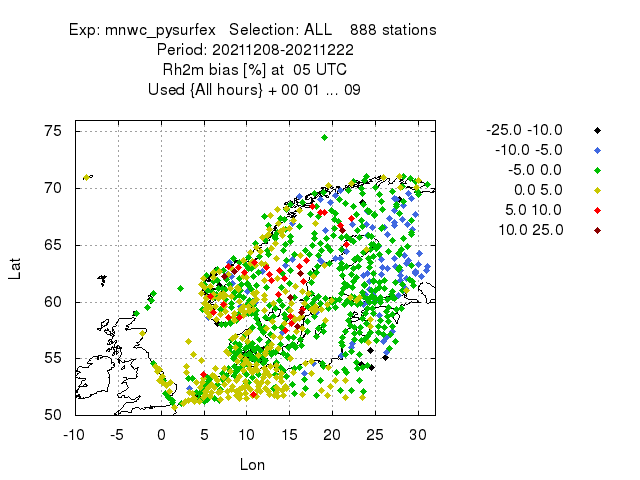 Exp: mnwc_pysurfex Selection: ALL 888 stations
Period: 20211208-20211222
Rh2m bias [%] at 05 UTC
Used {All hours} + 00 01 ... 09
-25.0 -10.0
-10.0 -5.0
-5.0 0.0
0.0 5.0
5.0 10.0
10.0 25.0
75
70
65
60
55
50
Lat
-10 -5 0 5 10 15 20 25 30
Lon